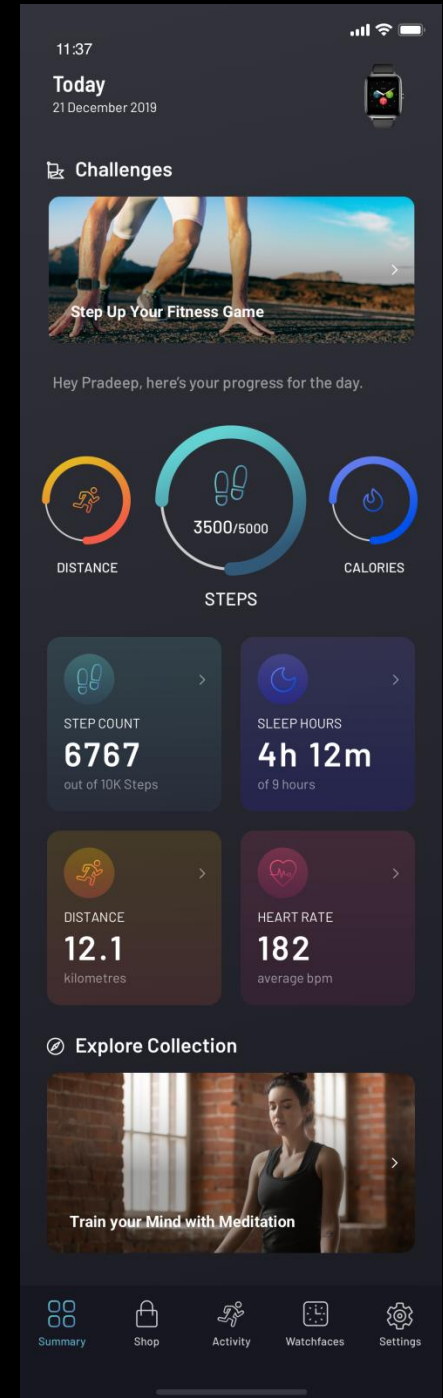 11:37
Today
21 December 2019
Challenges
Step Up Your Fitness Game
Hey Pradeep, here's your progress for the day.
3500/5000
DISTANCE
CALORIES
STEPS
STEP COUNT
6767
out of 10K Steps
SLEEP HOURS
4h 12m
of 9 hours
DISTANCE
12.1
kilometres
HEART RATE
182
average bpm
Explore Collection
Train your Mind with Meditation
Summary
Shop
Activity
Watchfaces
Settings